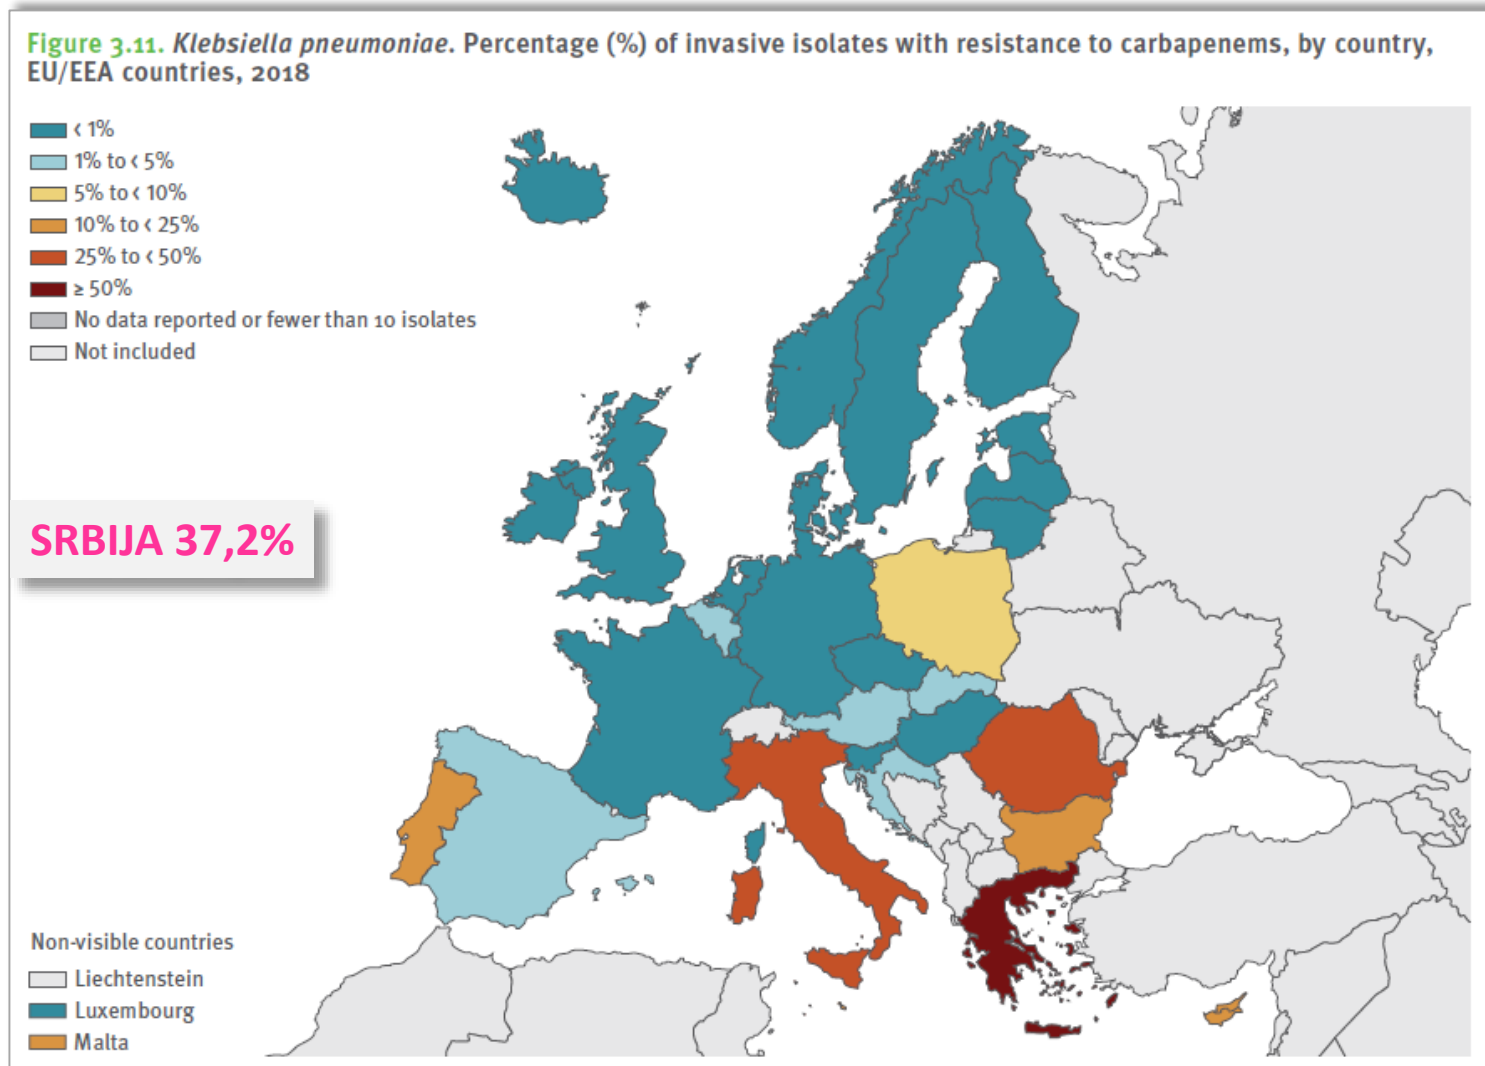 Figure 3.11. Klebsiella pneumoniae. Percentage (%) of invasive isolates with resistance to carbapenems, by country,
EU/EEA countries, 2018
< 1%
1% to < 5%
5% to < 10%
10% to < 25%
25% to < 50%
≥ 50%
No data reported or fewer than 10 isolates
Not included
SRBIJA 37,2%
Non-visible countries
Liechtenstein
Luxembourg
Malta